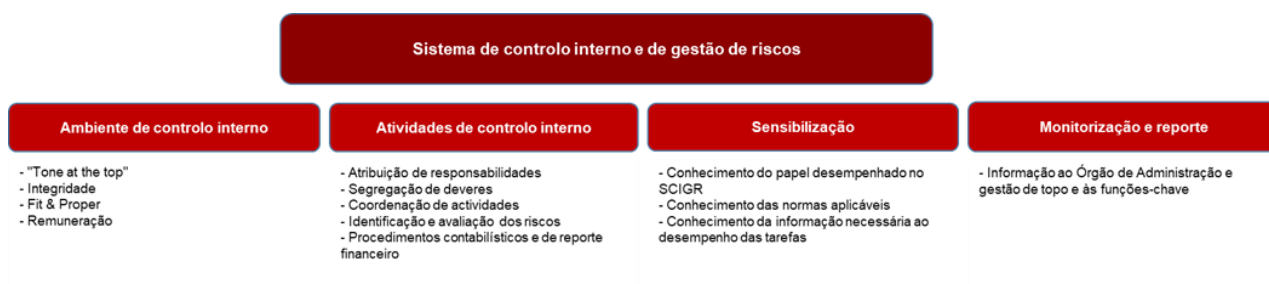 Sistema de controlo interno e de gestão de riscos
Ambiente de controlo interno
- "Tone at the top"
- Integridade
- Fit & Proper
- Remuneração
Atividades de controlo interno
- Atribuição de responsabilidades
- Segregação de deveres
- Coordenação de actividades
- Identificação e avaliação dos riscos
- Procedimentos contabilísticos e de reporte
financeiro
Sensibilização
- Conhecimento do papel desempenhado no
SCIGR
- Conhecimento das normas aplicáveis
- Conhecimento da informação necessária ao
desempenho das tarefas
Monitorização e reporte
- Informação ao Órgão de Administração e
gestão de topo e às funções-chave